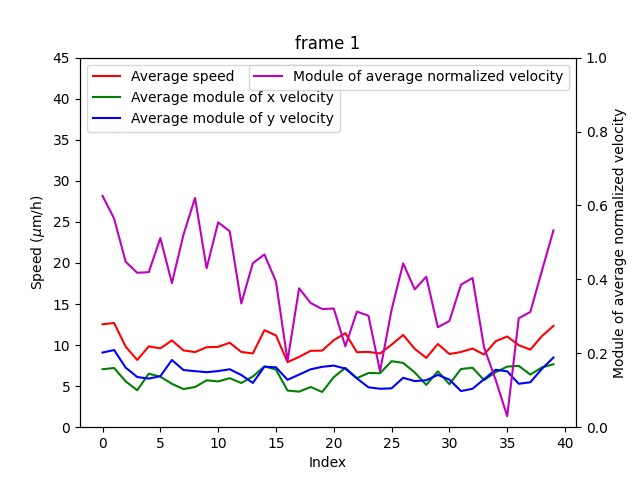 frame 1
Average speed
Average module of x velocity
Average module of y velocity
Module of average normalized velocity
Speed (μm/h)
45
40
35
30
25
20
15
10
5
0
1.0
0.8
0.6
0.4
0.2
0.0
Module of average normalized velocity
0 5 10 15 20 25 30 35 40
Index